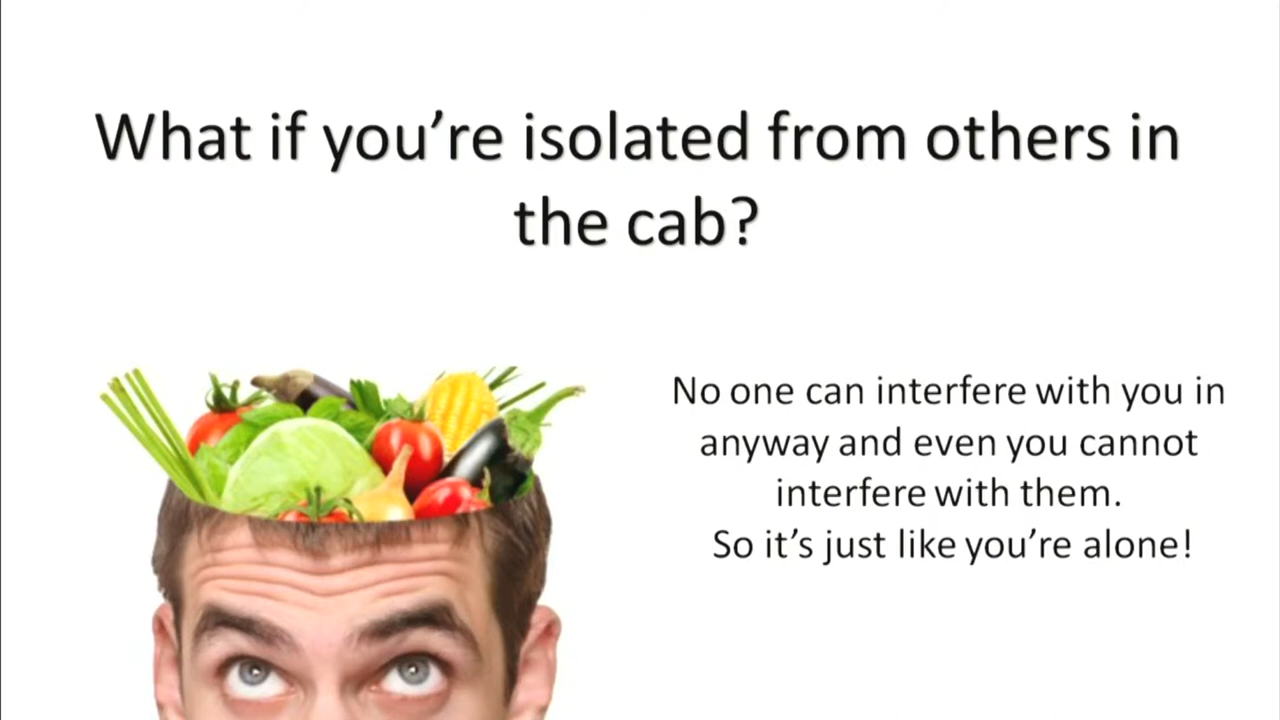 What if you’re isolated from others in
the cab?
No one can interfere with you in
anyway and even you cannot
interfere with them.
So it’s just like you’re alone!